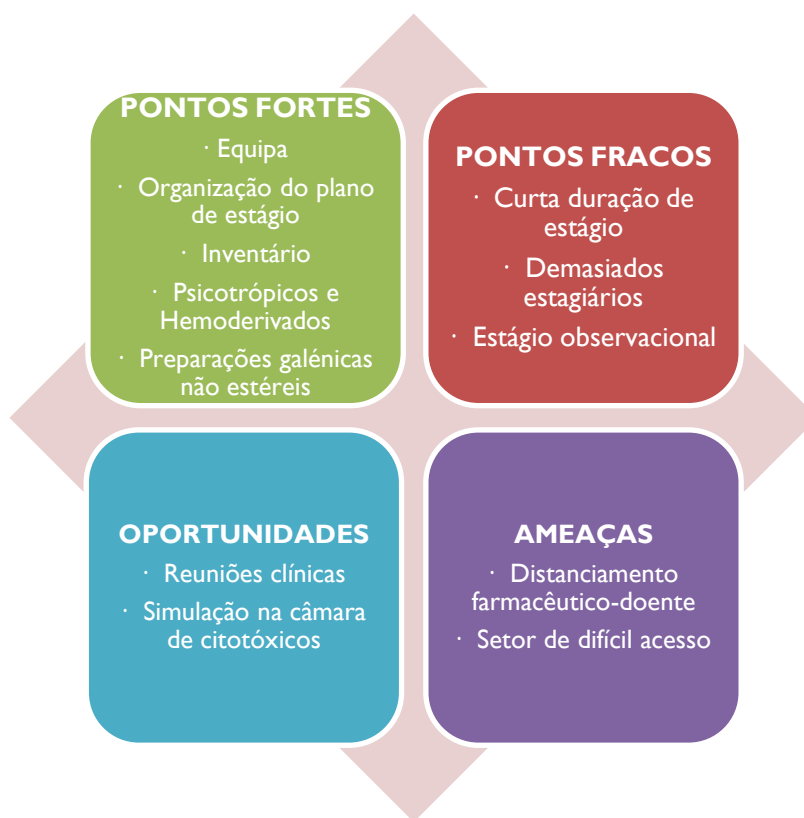 PONTOS FORTES
· Equipa
· Organização do plano
de estágio
· Inventário
· Psicotrópicos e
Hemoderivados
· Preparações galénicas
não estéreis
PONTOS FRACOS
· Curta duração de
estágio
· Demasiados
estagiários
· Estágio observacional
OPORTUNIDADES
· Reuniões clínicas
· Simulação na câmara
de citotóxicos
AMEAÇAS
· Distanciamento
farmacêutico-doente
· Setor de difícil acesso